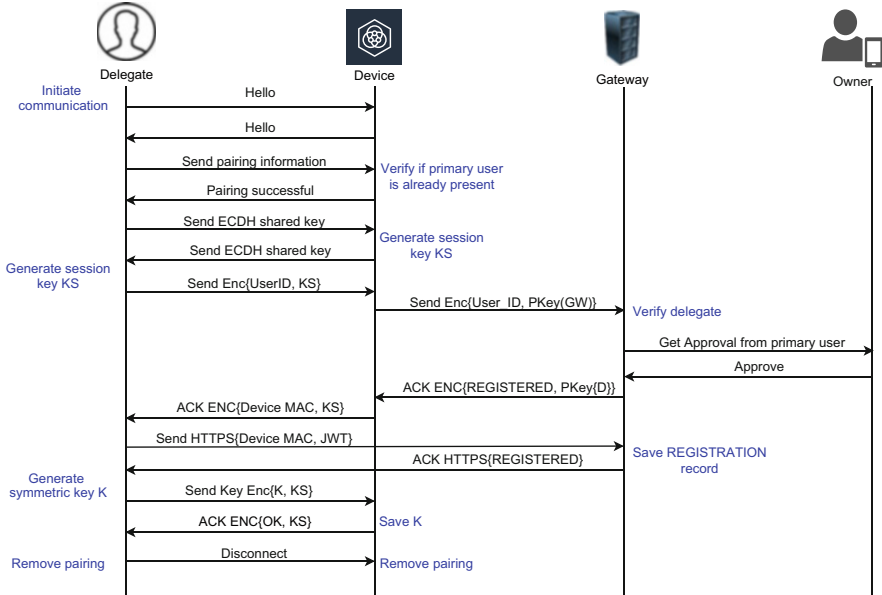 Delegate
Device
Gateway
Owner
Initiate
communication
Hello
Hello
Send pairing information
Verify if primary user
is already present
Pairing successful
Send ECDH shared key
Generate session
key KS
Send ECDH shared key
Generate session
key KS
Send Enc{UserID, KS}
Send Enc{User_ID, PKey(GW)}
Verify delegate
Get Approval from primary user
Approve
ACK ENC{REGISTERED, PKey{D}}
ACK ENC{Device MAC, KS}
Send HTTPS{Device MAC, JWT}
Save REGISTRATION
record
ACK HTTPS{REGISTERED}
Generate
symmetric key K
Send Key Enc{K, KS}
ACK ENC{OK, KS}
Save K
Disconnect
Remove pairing
Remove pairing